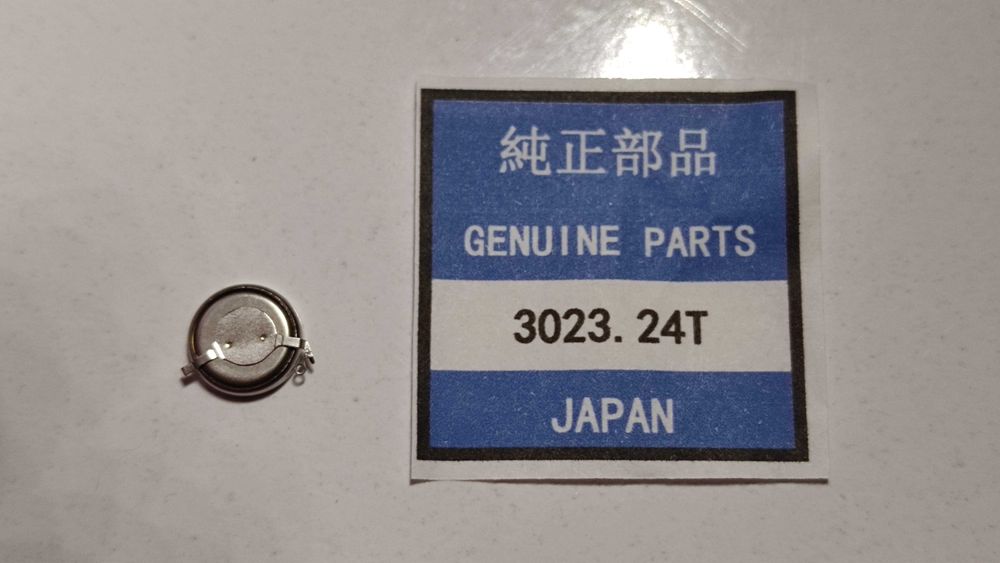 純正部品
GENUINE PARTS
3023.24T
JAPAN